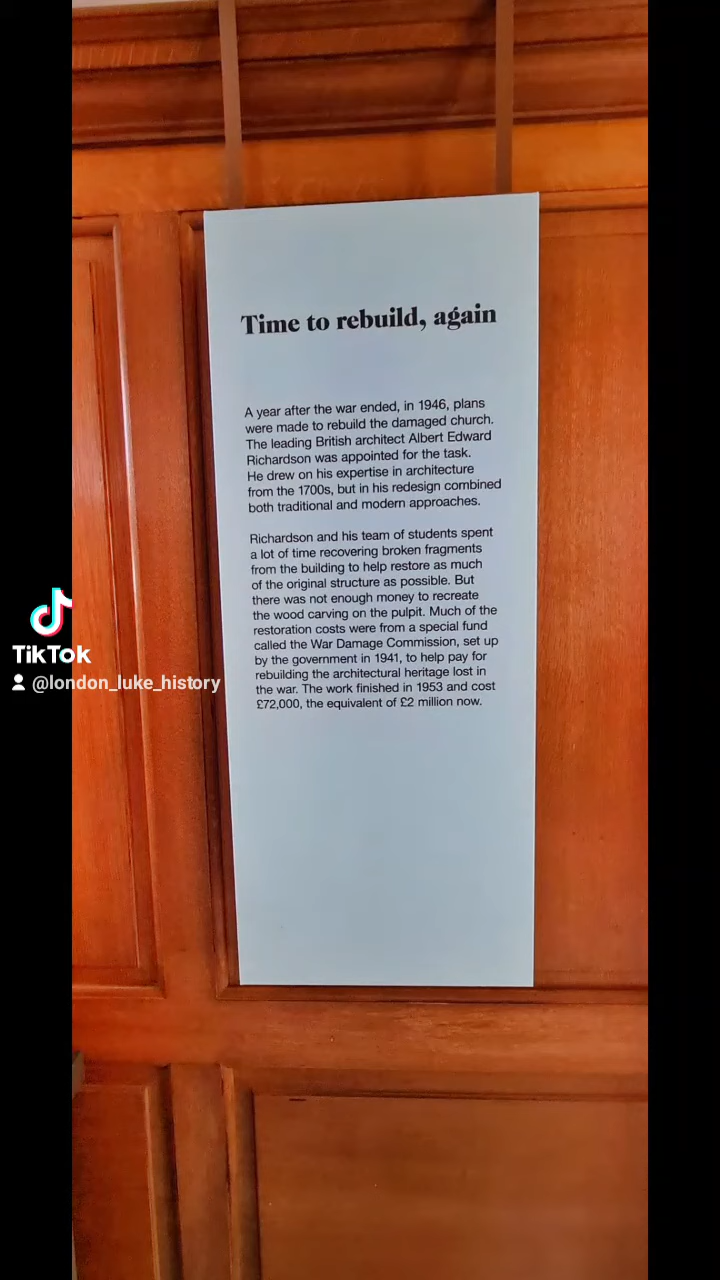 Time to rebuild, again
A year after the war ended, in 1946, plans
were made to rebuild the damaged church.
The leading British architect Albert Edward
Richardson was appointed for the task.
He drew on his expertise in architecture
from the 1700s, but in his redesign combined
both traditional and modern approaches.
Richardson and his team of students spent
a lot of time recovering broken fragments
from the building to help restore as much
of the original structure as possible. But
there was not enough money to recreate
the wood carving on the pulpit. Much of the
restoration costs were from a special fund
called the War Damage Commission, set up
by the government in 1941, to help pay for
rebuilding the architectural heritage lost in
the war. The work finished in 1953 and cost
£72,000, the equivalent of £2 million now.
TikTok
@london_luke_history